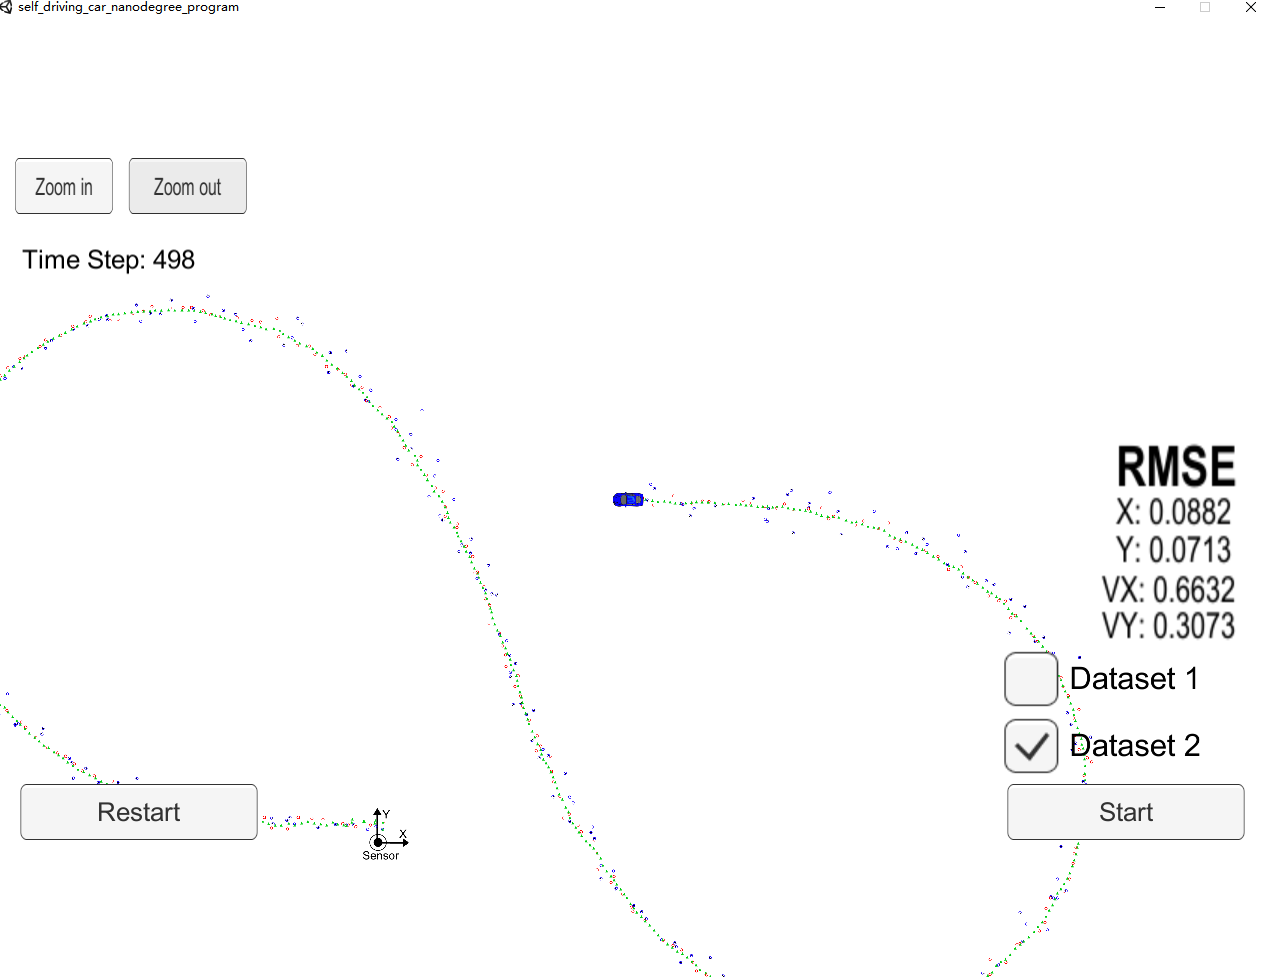 self_driving_car_nanodegree_program
Zoom in
Zoom out
Time Step: 498
RMSE
X: 0.0882
Y: 0.0713
VX: 0.6632
VY: 0.3073
Dataset 1
Dataset 2
Restart
Start
Y
X
Sensor